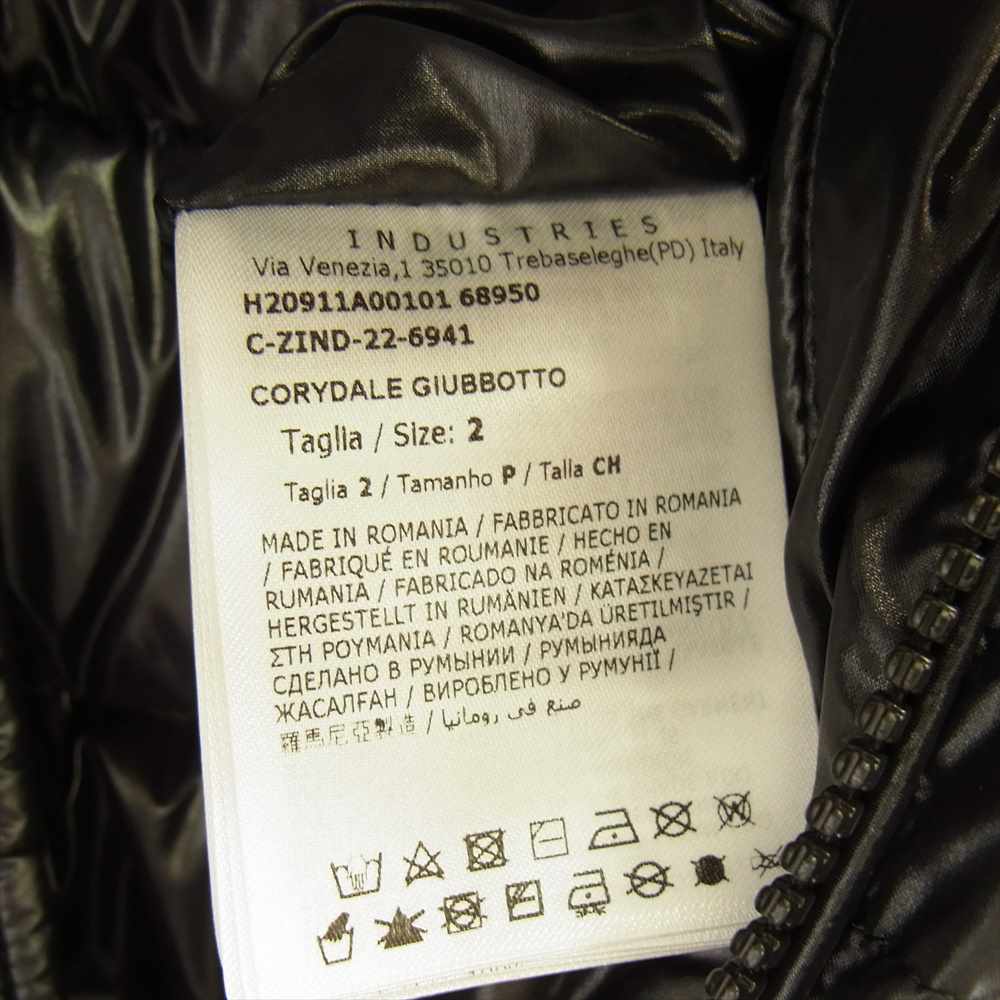 INDUSTRIES
Via Venezia,1 35010 Trebaseleghe(PD) Italy
H20911A00101 68950
C-ZIND-22-6941
CORYDALE GIUBBOTTO
Taglia / Size: 2
Taglia 2 / Tamanho P / Talla CH
MADE IN ROMANIA / FABBRICATO IN ROMANIA
/ FABRIQUÉ EN ROUMANIE / HECHO EN
RUMANIA / FABRICADO NA ROMÉNIA /
HERGESTELLT IN RUMÄNIEN / ΚΑΤΑΣΚΕΥΑΖΕΤΑΙ
ΣΤΗ ΡΟΥΜΑΝΙΑ / ROMANYA'DA ÜRETILMIŞTIR /
СДЕЛАНО В РУМЫНИИ / РУМЫНИЯДА
ЖАСАЛҒАН / ВИРОБЛЕНО У РУМУНІЇ /
羅馬尼亞製造 / صنع في رومانيا